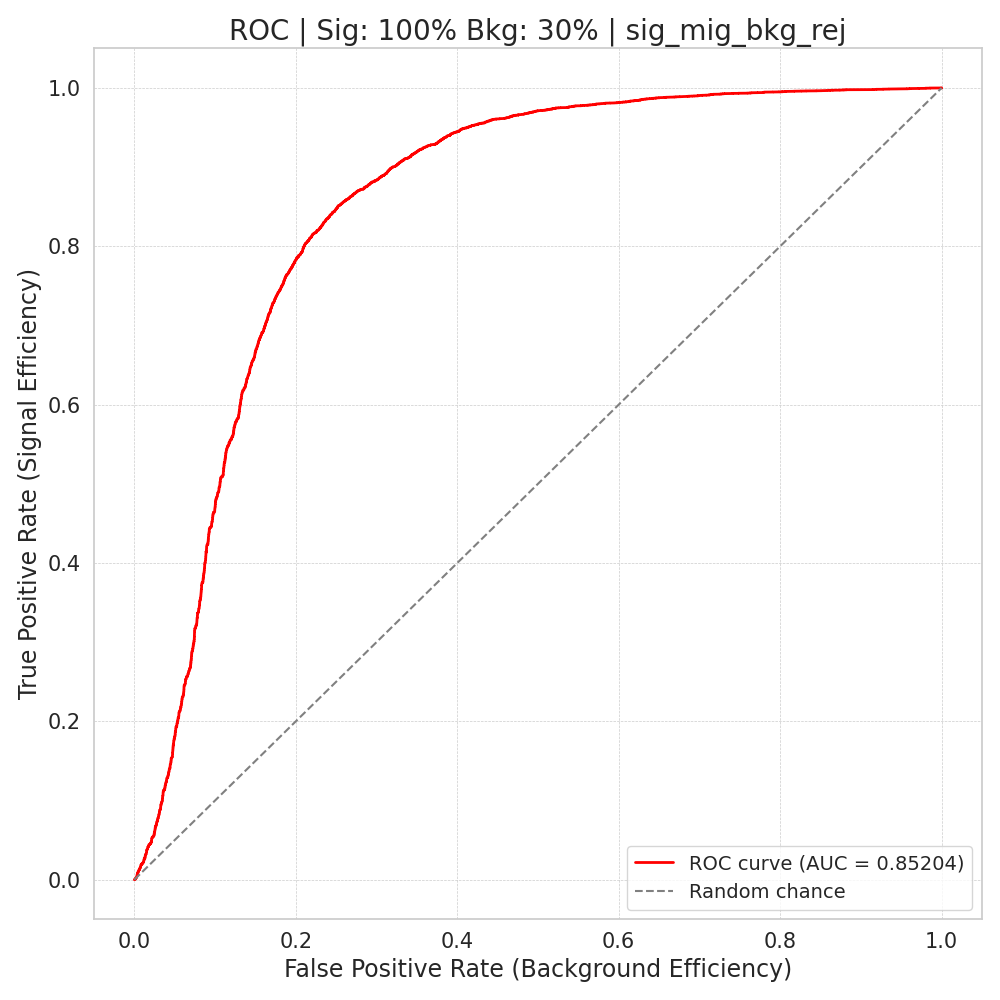 ROC | Sig: 100% Bkg: 30% | sig_mig_bkg_rej
True Positive Rate (Signal Efficiency)
1.0
0.8
0.6
0.4
0.2
0.0
ROC curve (AUC = 0.85204)
Random chance
0.0 0.2 0.4 0.6 0.8 1.0
False Positive Rate (Background Efficiency)